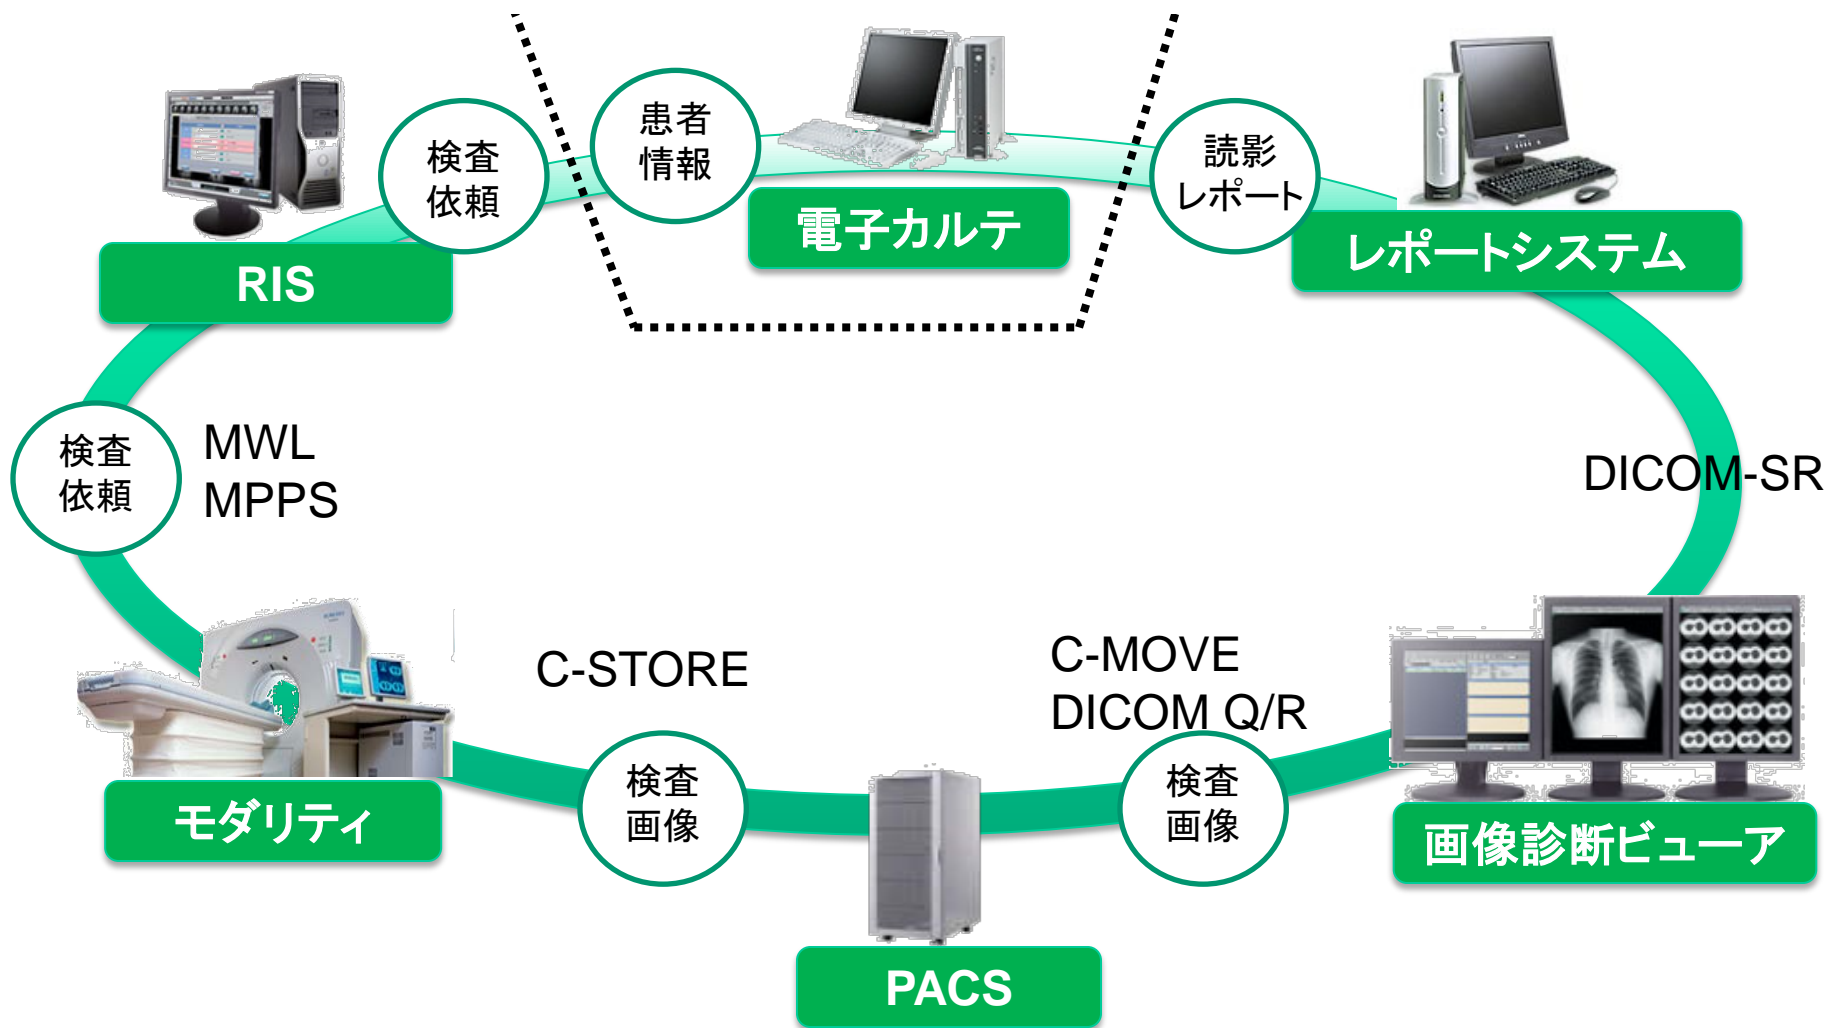 患者
情報
検査
依頼
読影
レポート
電子カルテ
レポートシステム
RIS
検査
依頼
MWL
MPPS
DICOM-SR
C-STORE
C-MOVE
DICOM Q/R
検査
画像
検査
画像
モダリティ
画像診断ビューア
PACS